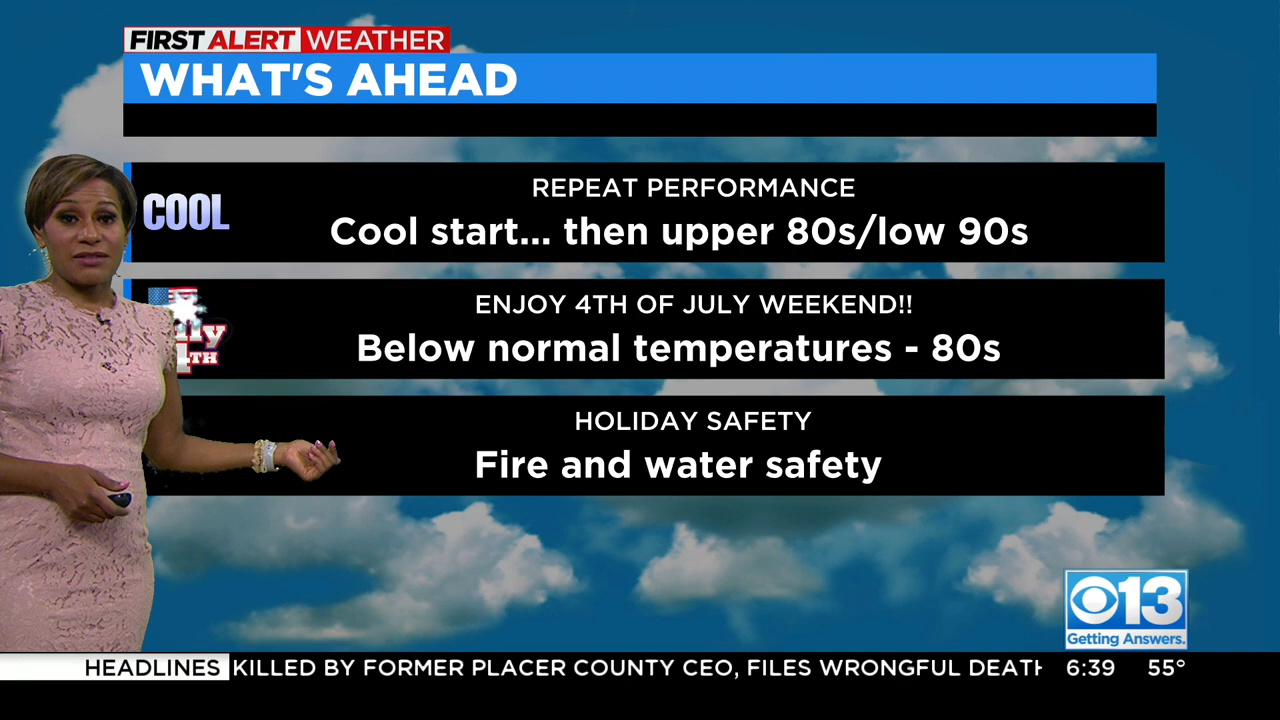 FIRST ALERT WEATHER
WHAT'S AHEAD
COOL
REPEAT PERFORMANCE
Cool start... then upper 80s/low 90s
ENJOY 4TH OF JULY WEEKEND!!
Below normal temperatures - 80s
TH
HOLIDAY SAFETY
Fire and water safety
13
Getting Answers.
HEADLINES KILLED BY FORMER PLACER COUNTY CEO, FILES WRONGFUL DEATH 6:39 55°